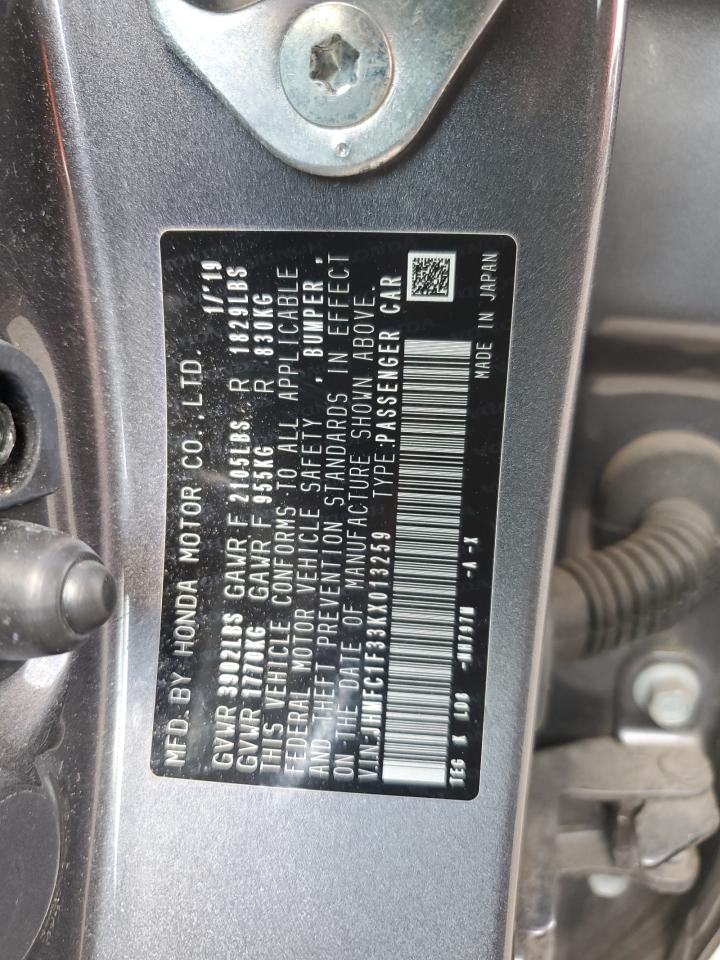 MFD. BY HONDA MOTOR CO., LTD. 1/'19
GVWR 3902LBS GAWR F 2105LBS R 1829LBS
GVWR 1770KG GAWR F 955KG R 830KG
THIS VEHICLE CONFORMS TO ALL APPLICABLE
FEDERAL MOTOR VEHICLE SAFETY , BUMPER ,
AND THEFT PREVENTION STANDARDS IN EFFECT
ON THE DATE OF MANUFACTURE SHOWN ABOVE.
V.I.N. JHMFC1F33KX013259 TYPE:PASSENGER CAR
MADE IN JAPAN
-NH797M -A -X